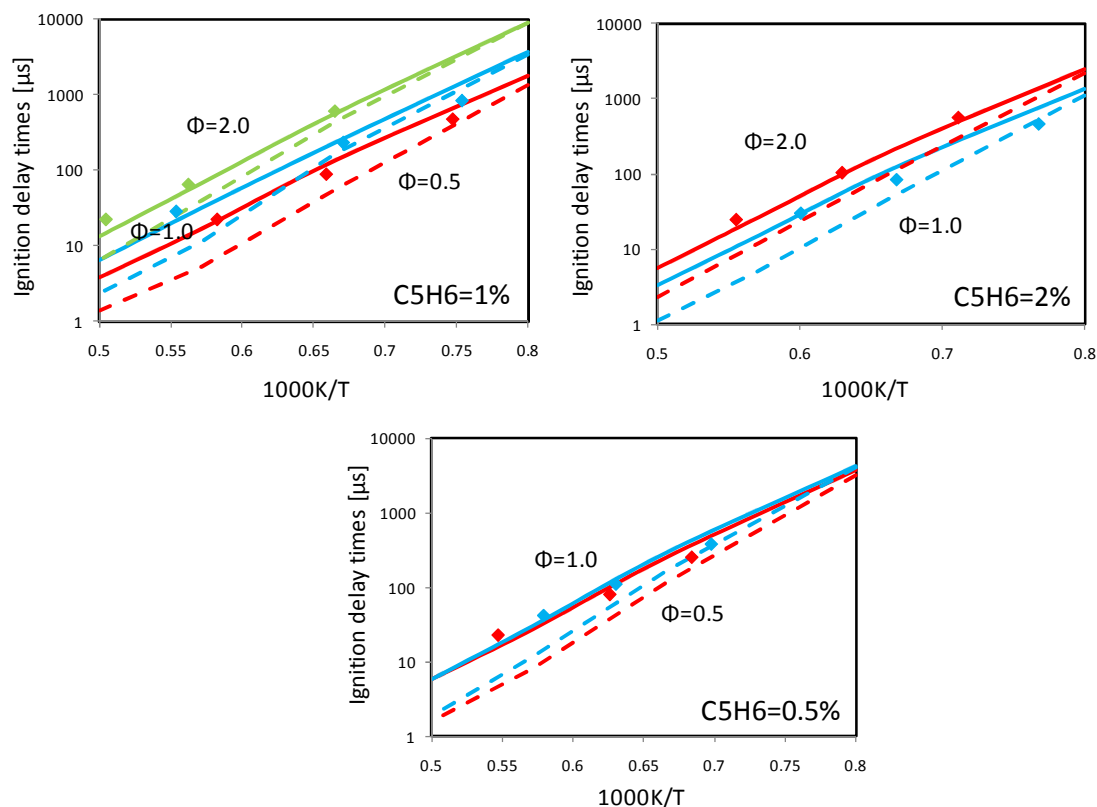 10000
1000
100
10
1
Ignition delay times [µs]
Φ=2.0
Φ=0.5
Φ=1.0
C5H6=1%
0.5 0.55 0.6 0.65 0.7 0.75 0.8
1000K/T
10000
1000
100
10
1
Ignition delay times [µs]
Φ=2.0
Φ=1.0
C5H6=2%
0.5 0.6 0.7 0.8
1000K/T
10000
1000
100
10
1
Ignition delay times [µs]
Φ=1.0
Φ=0.5
C5H6=0.5%
0.5 0.55 0.6 0.65 0.7 0.75 0.8
1000K/T